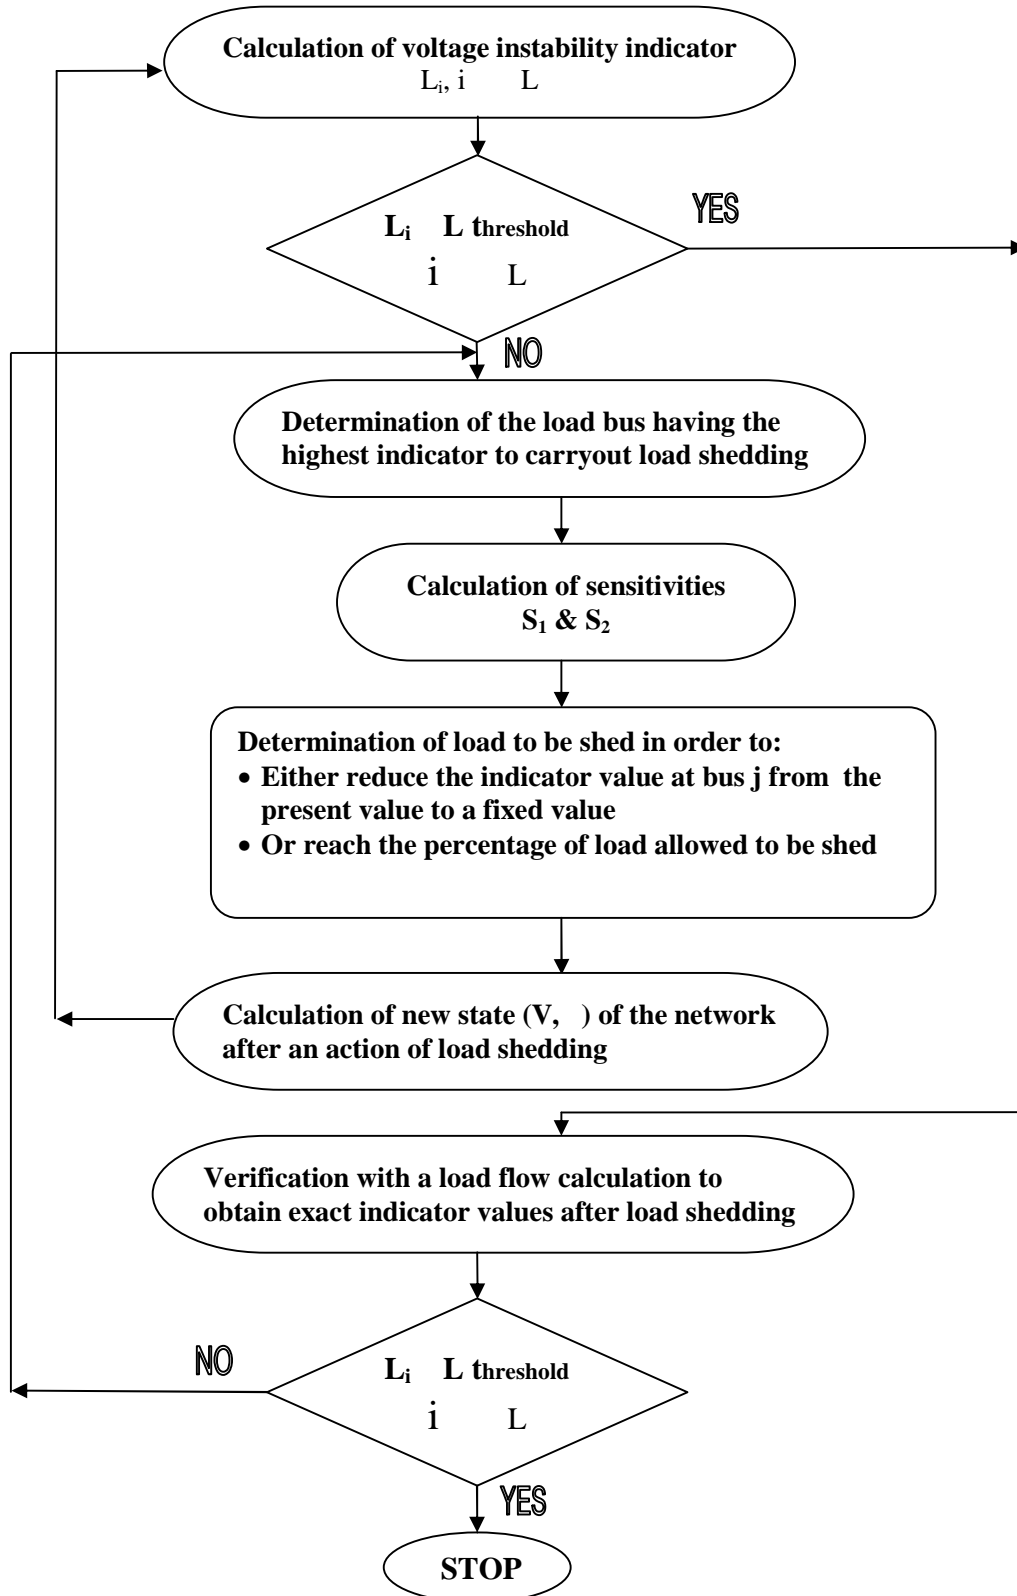 Calculation of voltage instability indicator
Li, i L
Li L threshold
i L
YES
NO
Determination of the load bus having the
highest indicator to carryout load shedding
Calculation of sensitivities
S1 & S2
Determination of load to be shed in order to:
• Either reduce the indicator value at bus j from the
present value to a fixed value
• Or reach the percentage of load allowed to be shed
Calculation of new state (V, ) of the network
after an action of load shedding
Verification with a load flow calculation to
obtain exact indicator values after load shedding
NO
Li L threshold
i L
YES
STOP